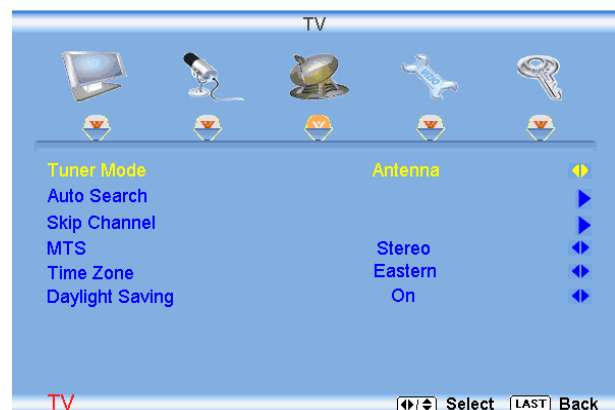 TV
VIZIO
Tuner Mode Antenna
Auto Search
Skip Channel
MTS Stereo
Time Zone Eastern
Daylight Saving On
TV Select LAST Back